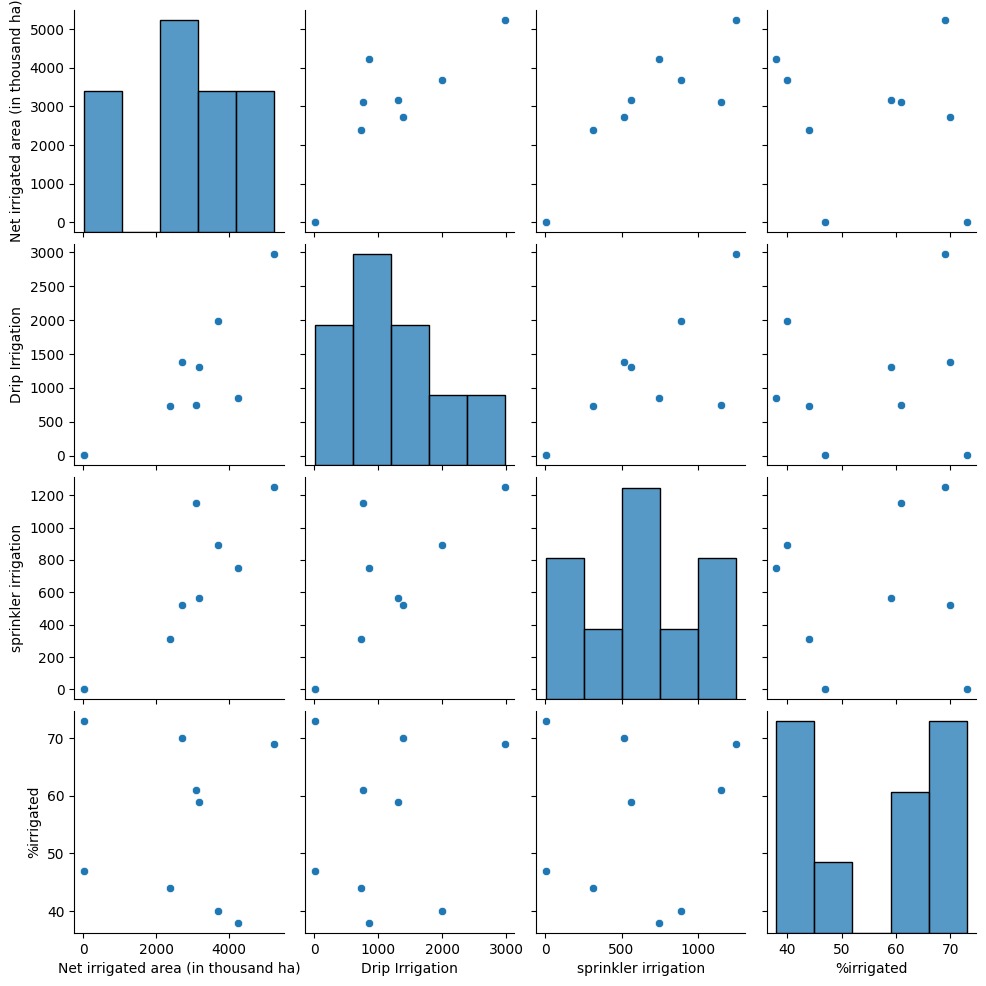 Net irrigated area (in thousand ha)
5000
4000
3000
2000
1000
0
Drip Irrigation
3000
2500
2000
1500
1000
500
0
sprinkler irrigation
1200
1000
800
600
400
200
0
%irrigated
70
60
50
40
0 2000 4000
0 1000 2000 3000
0 500 1000
40 50 60 70
Net irrigated area (in thousand ha)
Drip Irrigation
sprinkler irrigation
%irrigated